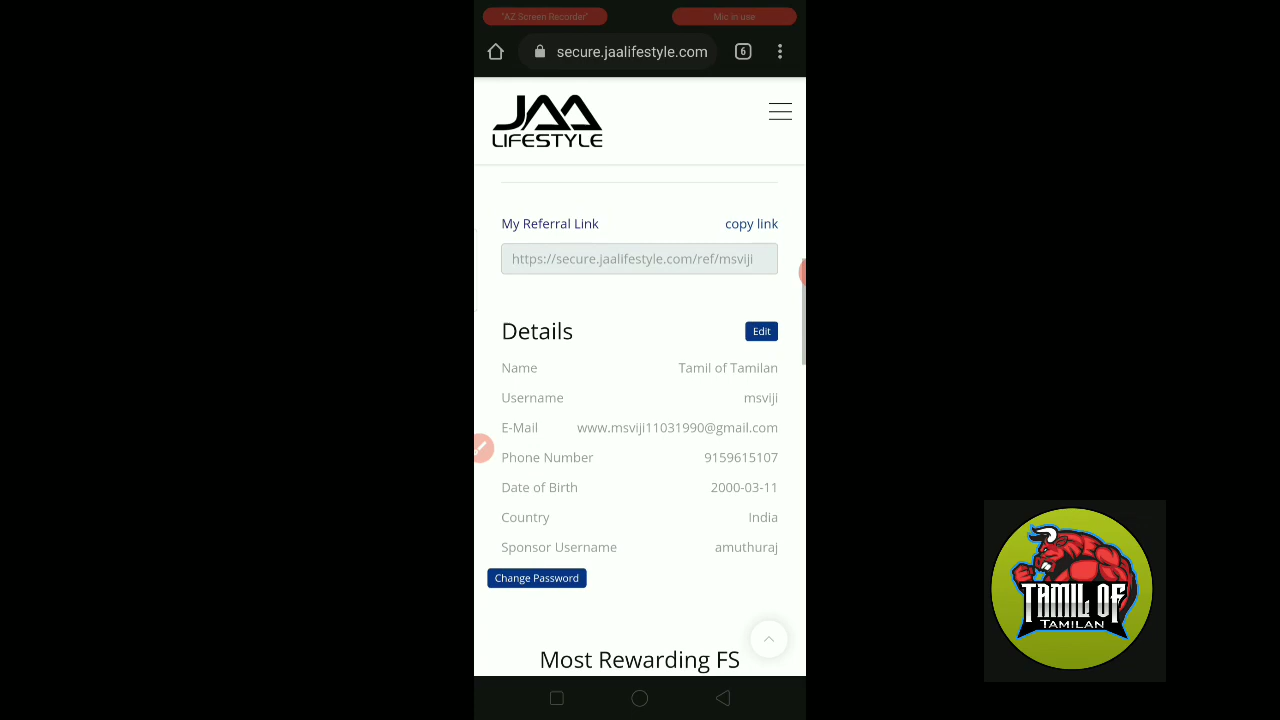 "AZ Screen Recorder" Mic in use
secure.jaalifestyle.com 6
JAA
LIFESTYLE
My Referral Link copy link
https://secure.jaalifestyle.com/ref/msviji
Details Edit
Name Tamil of Tamilan
Username msviji
E-Mail www.msviji11031990@gmail.com
Phone Number 9159615107
Date of Birth 2000-03-11
Country India
Sponsor Username amuthuraj
Change Password
Most Rewarding FS
TAMIL OF
TAMILAN